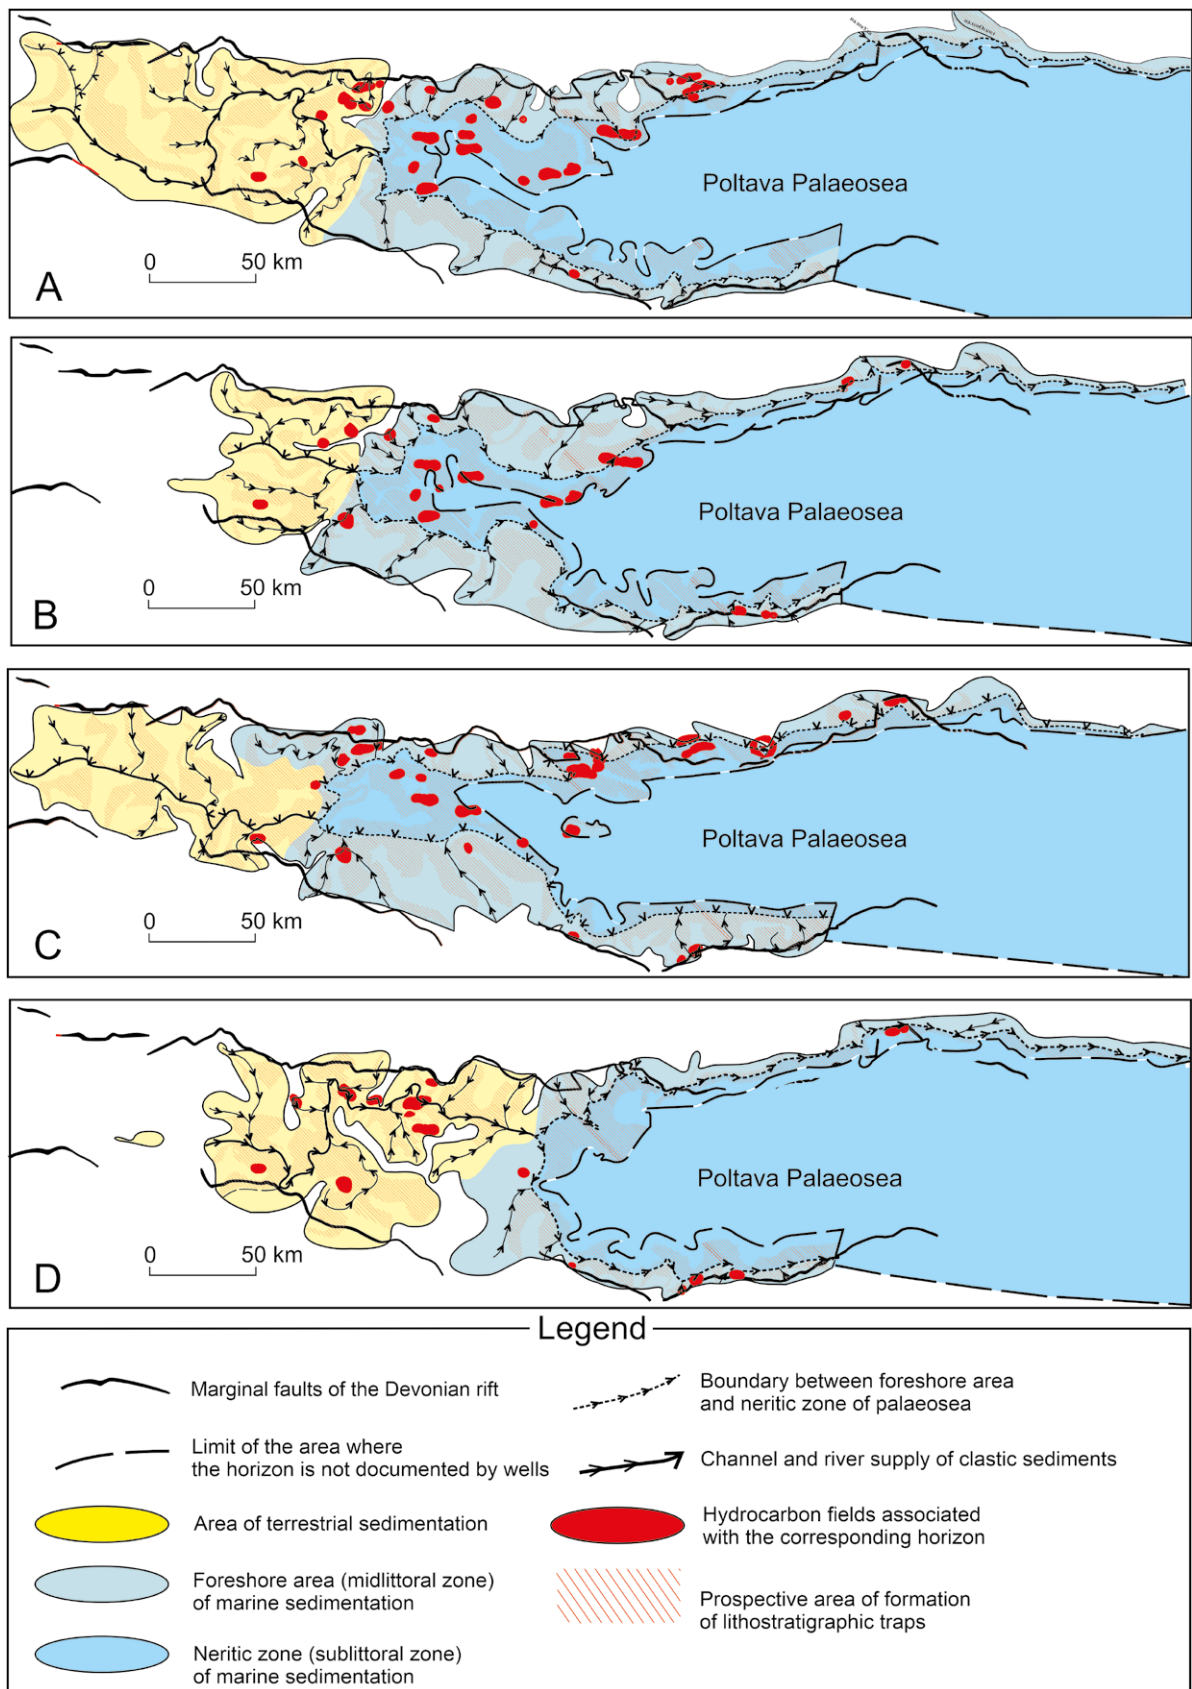 Poltava Palaeosea
0 50 km
A
Poltava Palaeosea
0 50 km
B
Poltava Palaeosea
0 50 km
C
Poltava Palaeosea
0 50 km
D
Legend
Marginal faults of the Devonian rift
Limit of the area where
the horizon is not documented by wells
Area of terrestrial sedimentation
Foreshore area (midlittoral zone)
of marine sedimentation
Neritic zone (sublittoral zone)
of marine sedimentation
Boundary between foreshore area
and neritic zone of palaeosea
Channel and river supply of clastic sediments
Hydrocarbon fields associated
with the corresponding horizon
Prospective area of formation
of lithostratigraphic traps